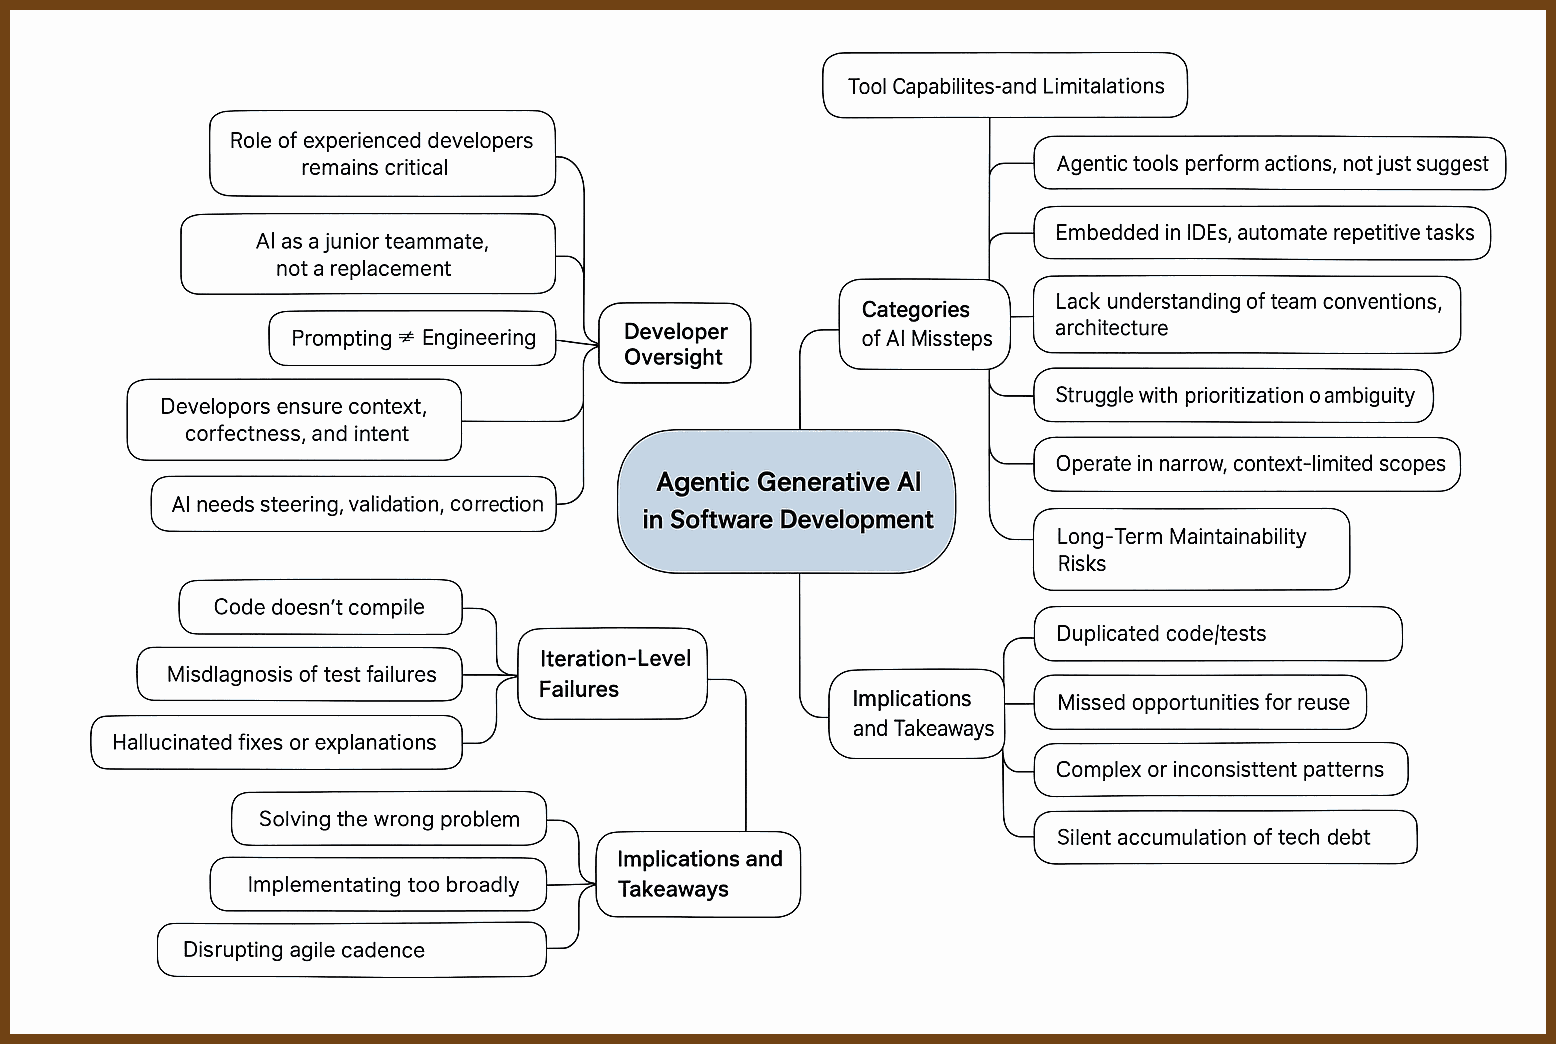 Tool Capabilites-and Limitalations
Role of experienced developers
remains critical
AI as a junior teammate,
not a replacement
Prompting ≠ Engineering
Developors ensure context,
corfectness, and intent
AI needs steering, validation, correction
Developer
Oversight
Categories
of AI Missteps
Agentic tools perform actions, not just suggest
Embedded in IDEs, automate repetitive tasks
Lack understanding of team conventions,
architecture
Struggle with prioritization o ambiguity
Operate in narrow, context-limited scopes
Long-Term Maintainability
Risks
Agentic Generative AI
in Software Development
Code doesn't compile
Misdlagnosis of test failures
Hallucinated fixes or explanations
Iteration-Level
Failures
Solving the wrong problem
Implementating too broadly
Disrupting agile cadence
Implications and
Takeaways
Implications
and Takeaways
Duplicated code/tests
Missed opportunities for reuse
Complex or inconsisttent patterns
Silent accumulation of tech debt